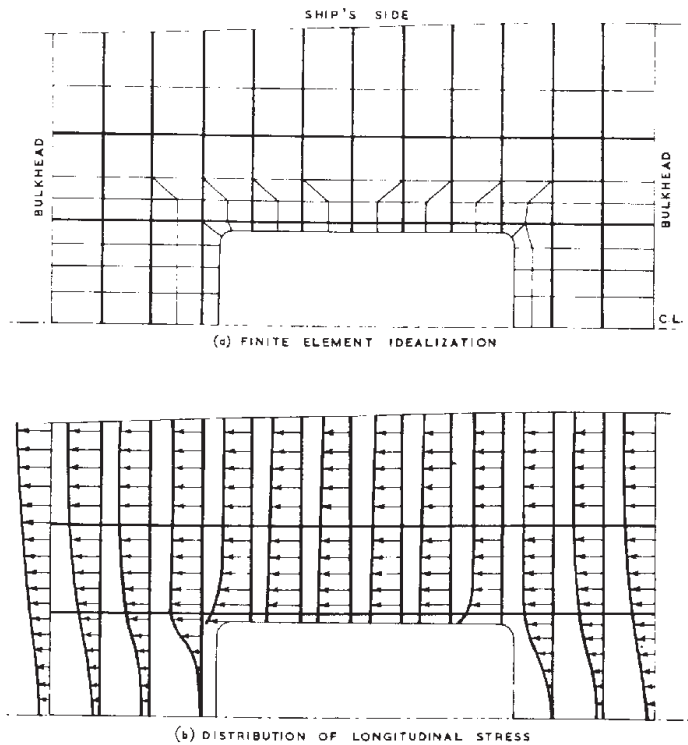 SHIP'S SIDE
BULKHEAD
BULKHEAD
C.L.
(a) FINITE ELEMENT IDEALIZATION
(b) DISTRIBUTION OF LONGITUDINAL STRESS